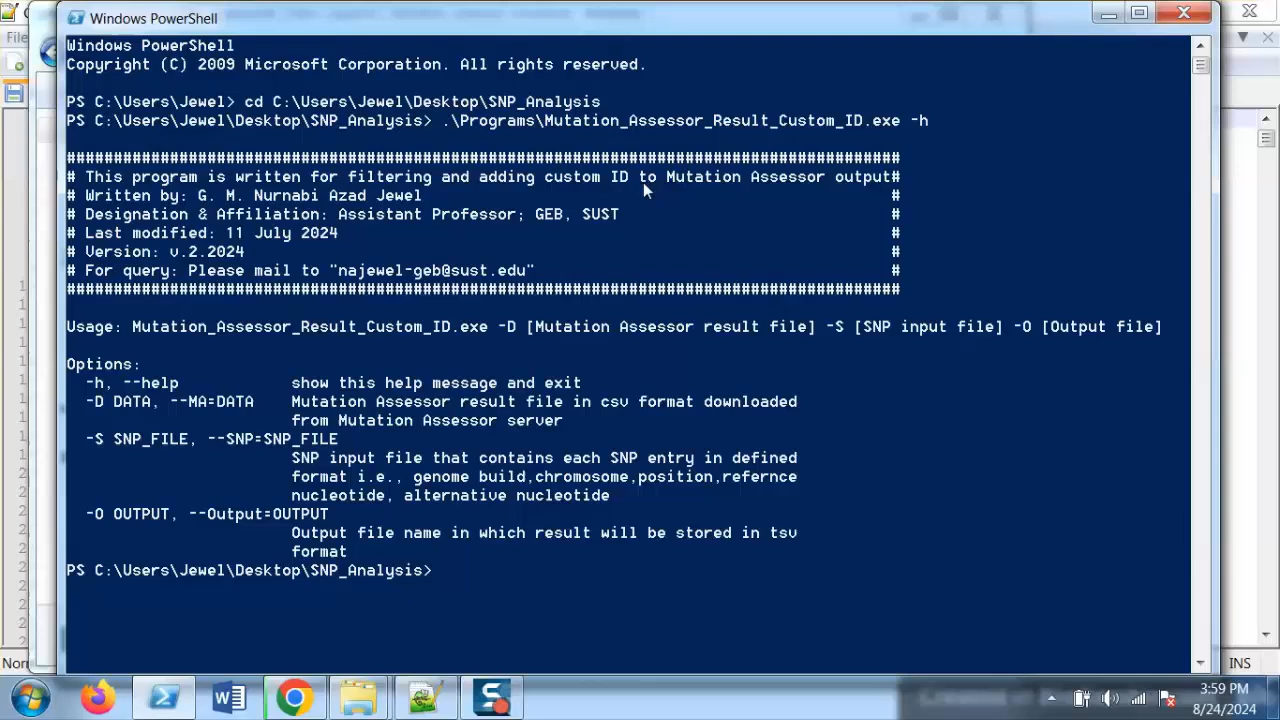 Windows PowerShell
File
Windows PowerShell
Copyright (C) 2009 Microsoft Corporation. All rights reserved.
PS C:\Users\Jewel> cd C:\Users\Jewel\Desktop\SNP_Analysis
PS C:\Users\Jewel\Desktop\SNP_Analysis> .\Programs\Mutation_Assessor_Result_Custom_ID.exe -h
#########################################################################################
# This program is written for filtering and adding custom ID to Mutation Assessor output#
# Written by: G. M. Nurnabi Azad Jewel #
# Designation & Affiliation: Assistant Professor; GEB, SUST #
# Last modified: 11 July 2024 #
# Version: v.2.2024 #
# For query: Please mail to "najewel-geb@sust.edu" #
#########################################################################################
Usage: Mutation_Assessor_Result_Custom_ID.exe -D [Mutation Assessor result file] -S [SNP input file] -O [Output file]
Options:
-h, --help show this help message and exit
-D DATA, --MA=DATA Mutation Assessor result file in csv format downloaded
from Mutation Assessor server
-S SNP_FILE, --SNP=SNP_FILE
SNP input file that contains each SNP entry in defined
format i.e., genome build,chromosome,position,refernce
nucleotide, alternative nucleotide
-O OUTPUT, --Output=OUTPUT
Output file name in which result will be stored in tsv
format
PS C:\Users\Jewel\Desktop\SNP_Analysis>
INS
3:59 PM
8/24/2024